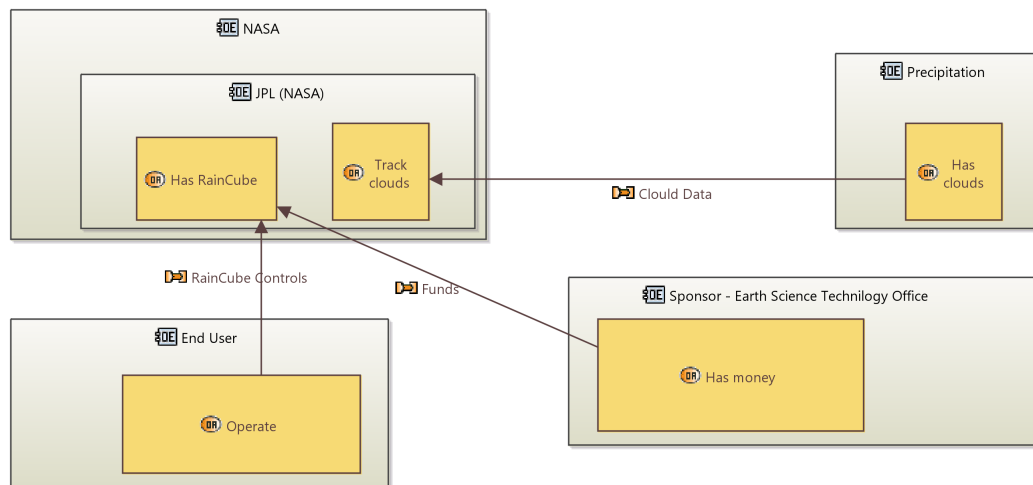 NASA
JPL (NASA)
Precipitation
Has RainCube
Track
clouds
Has
clouds
Clould Data
RainCube Controls
Funds
Sponsor - Earth Science Technilogy Office
End User
Has money
Operate